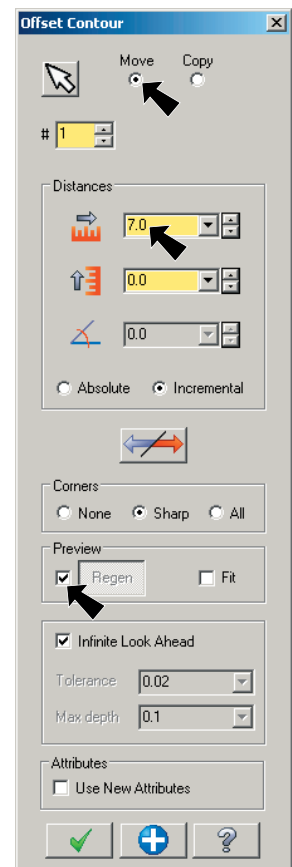 Offset Contour
Move Copy
# 1
Distances
7.0
0.0
0.0
Absolute Incremental
Corners
None Sharp All
Preview
Regen Fit
Infinite Look Ahead
Tolerance 0.02
Max depth 0.1
Attributes
Use New Attributes